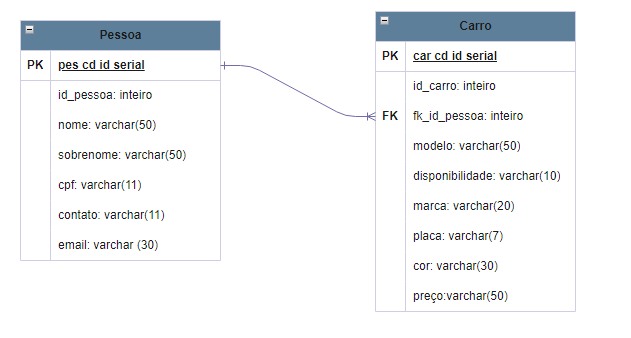 Pessoa
PK pes cd id serial
id_pessoa: inteiro
nome: varchar(50)
sobrenome: varchar(50)
cpf: varchar(11)
contato: varchar(11)
email: varchar (30)
Carro
PK car cd id serial
id_carro: inteiro
FK fk_id_pessoa: inteiro
modelo: varchar(50)
disponibilidade: varchar(10)
marca: varchar(20)
placa: varchar(7)
cor: varchar(30)
preço:varchar(50)